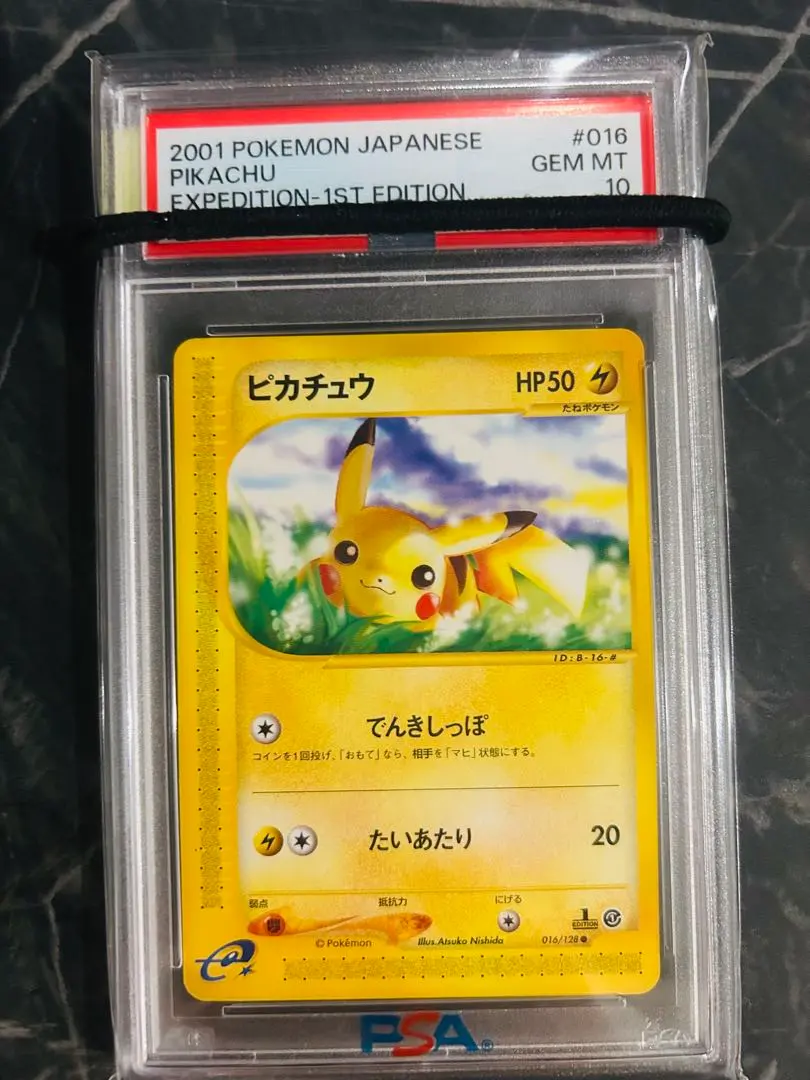 2001 POKEMON JAPANESE #016
PIKACHU GEM MT
EXPEDITION-1ST EDITION 10
ピカチュウ HP50
たねポケモン
ID:B-16-#
でんきしっぽ
コインを1回投げ、「おもて」なら、相手を「マヒ」状態にする。
たいあたり 20
弱点 抵抗力 にげる
1
EDITION
© Pokémon Illus.Atsuko Nishida 016/128●
e
PSA®